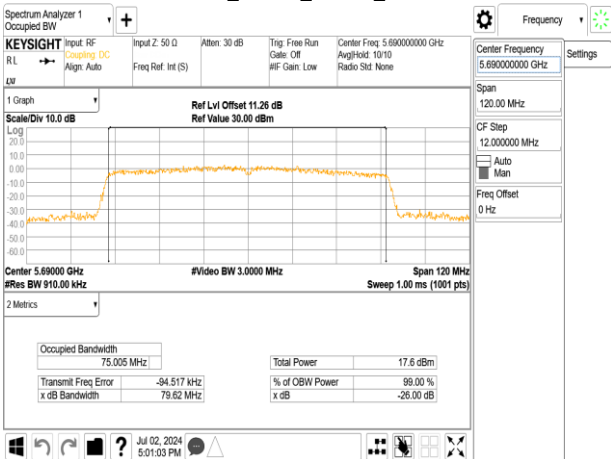 Spectrum Analyzer 1
Occupied BW
Frequency
KEYSIGHT
Input: RF
Coupling: DC
Align: Auto
Input Z: 50 Ω
Freq Ref: Int (S)
Atten: 30 dB
Trig: Free Run
Gate: Off
#IF Gain: Low
Center Freq: 5.690000000 GHz
Avg|Hold: 10/10
Radio Std: None
R L
LXI
Center Frequency
5.690000000 GHz
Settings
Span
120.00 MHz
CF Step
12.000000 MHz
Auto
Man
Freq Offset
0 Hz
1 Graph
Ref Lvl Offset 11.26 dB
Scale/Div 10.0 dB
Ref Value 30.00 dBm
Log
20.0
10.0
0.00
-10.0
-20.0
-30.0
-40.0
-50.0
-60.0
Center 5.69000 GHz
#Video BW 3.0000 MHz
Span 120 MHz
#Res BW 910.00 kHz
Sweep 1.00 ms (1001 pts)
2 Metrics
Occupied Bandwidth
75.005 MHz
Total Power 17.6 dBm
Transmit Freq Error -94.517 kHz
% of OBW Power 99.00 %
x dB Bandwidth 79.62 MHz
x dB -26.00 dB
?
Jul 02, 2024
5:01:03 PM